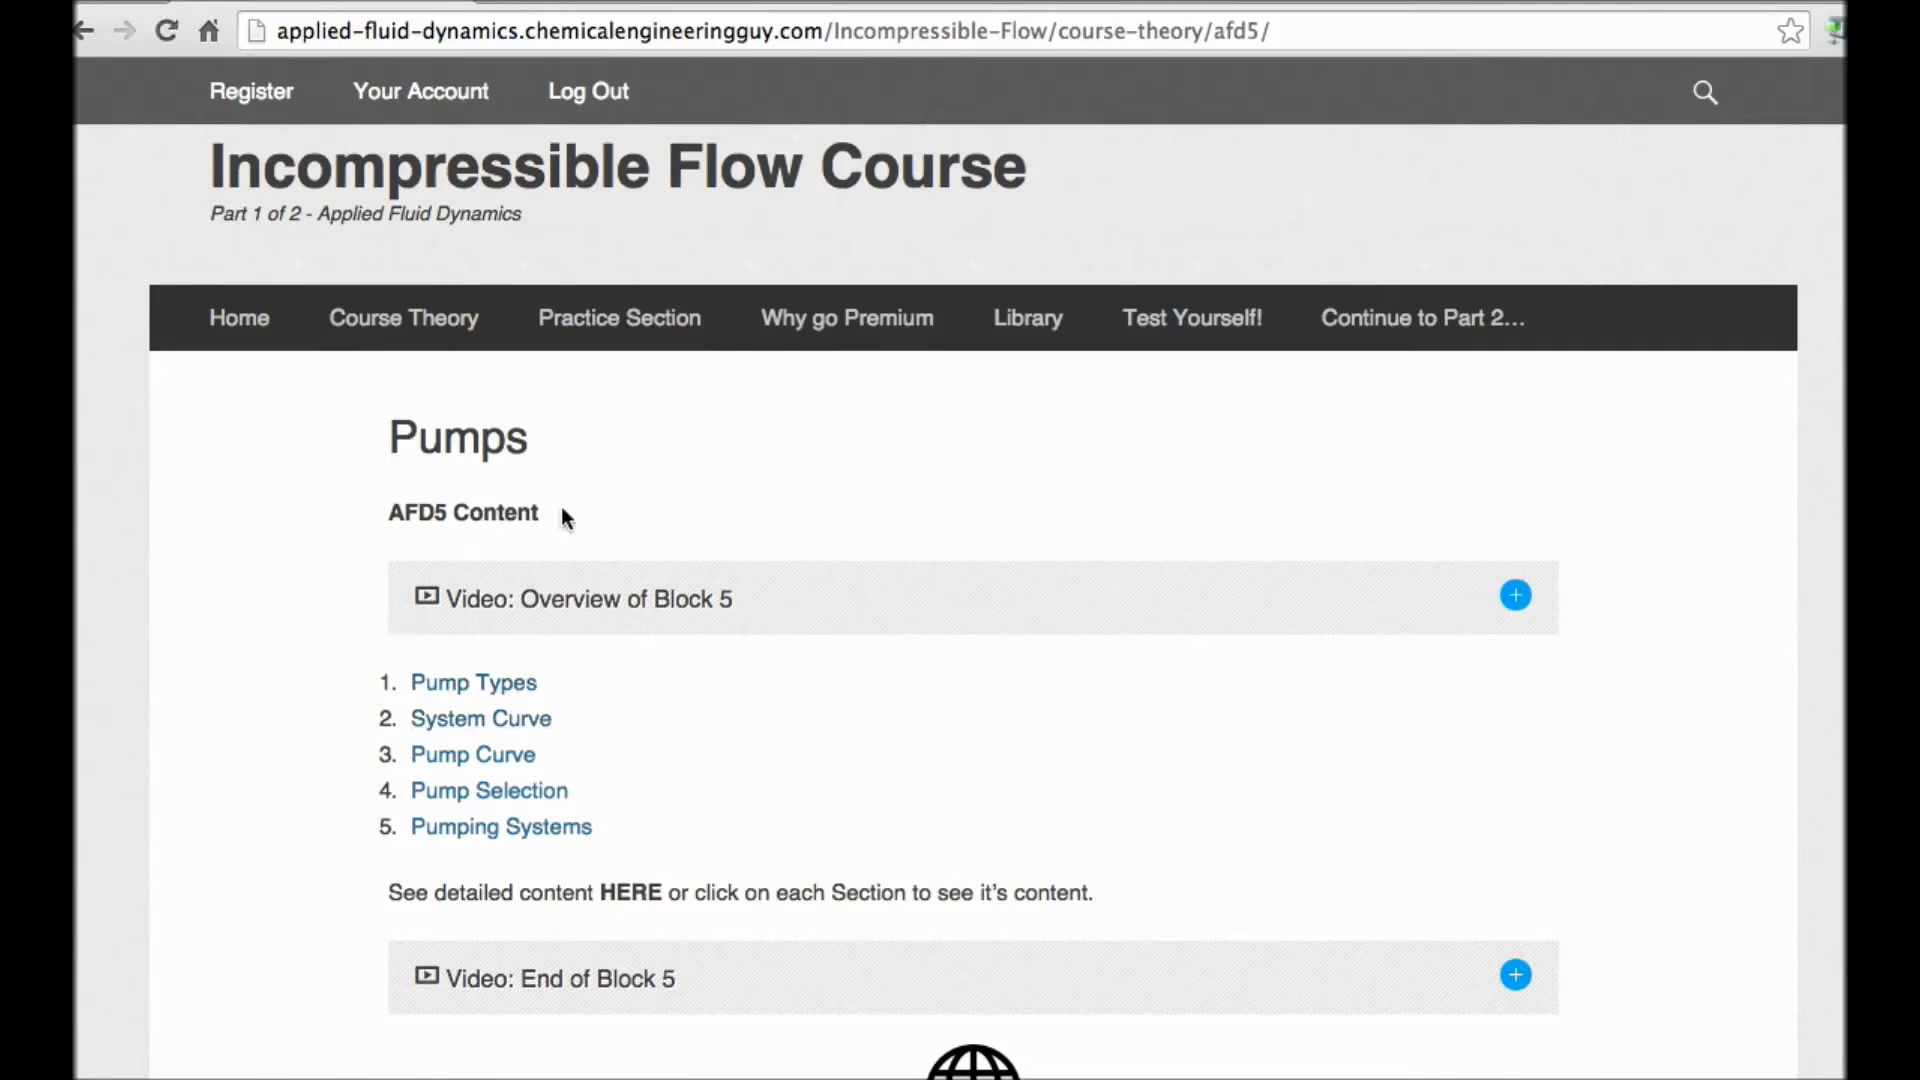 applied-fluid-dynamics.chemicalengineeringguy.com/Incompressible-Flow/course-theory/afd5/
Register Your Account Log Out
Incompressible Flow Course
Part 1 of 2 - Applied Fluid Dynamics
Home Course Theory Practice Section Why go Premium Library Test Yourself! Continue to Part 2...
Pumps
AFD5 Content
Video: Overview of Block 5
1. Pump Types
2. System Curve
3. Pump Curve
4. Pump Selection
5. Pumping Systems
See detailed content HERE or click on each Section to see it's content.
Video: End of Block 5